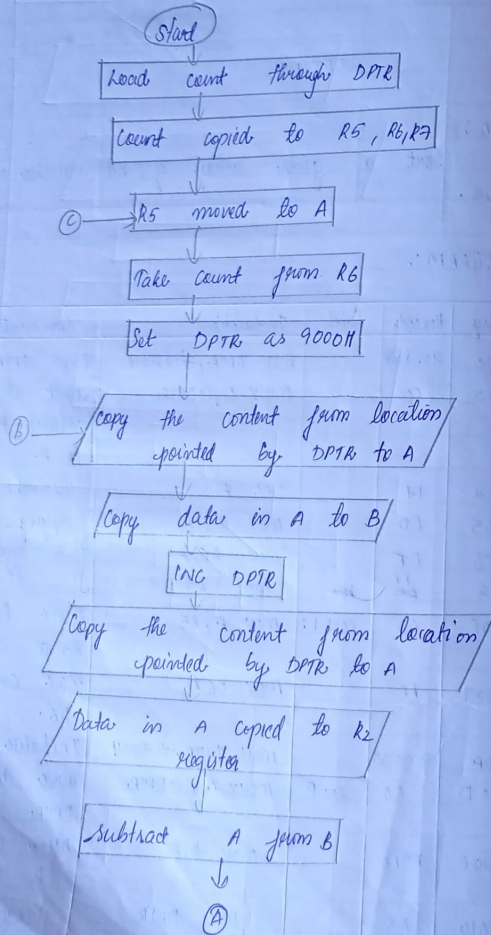 Start
Load count through DPTR
Count copied to R5, R6, R7
R5 moved to A
C
Take count from R6
Set DPTR as 9000H
Copy the content from location
B
pointed by DPTR to A
Copy data in A to B
INC DPTR
Copy the content from location
pointed by DPTR to A
Data in A copied to R2
register
Subtract A from B
A